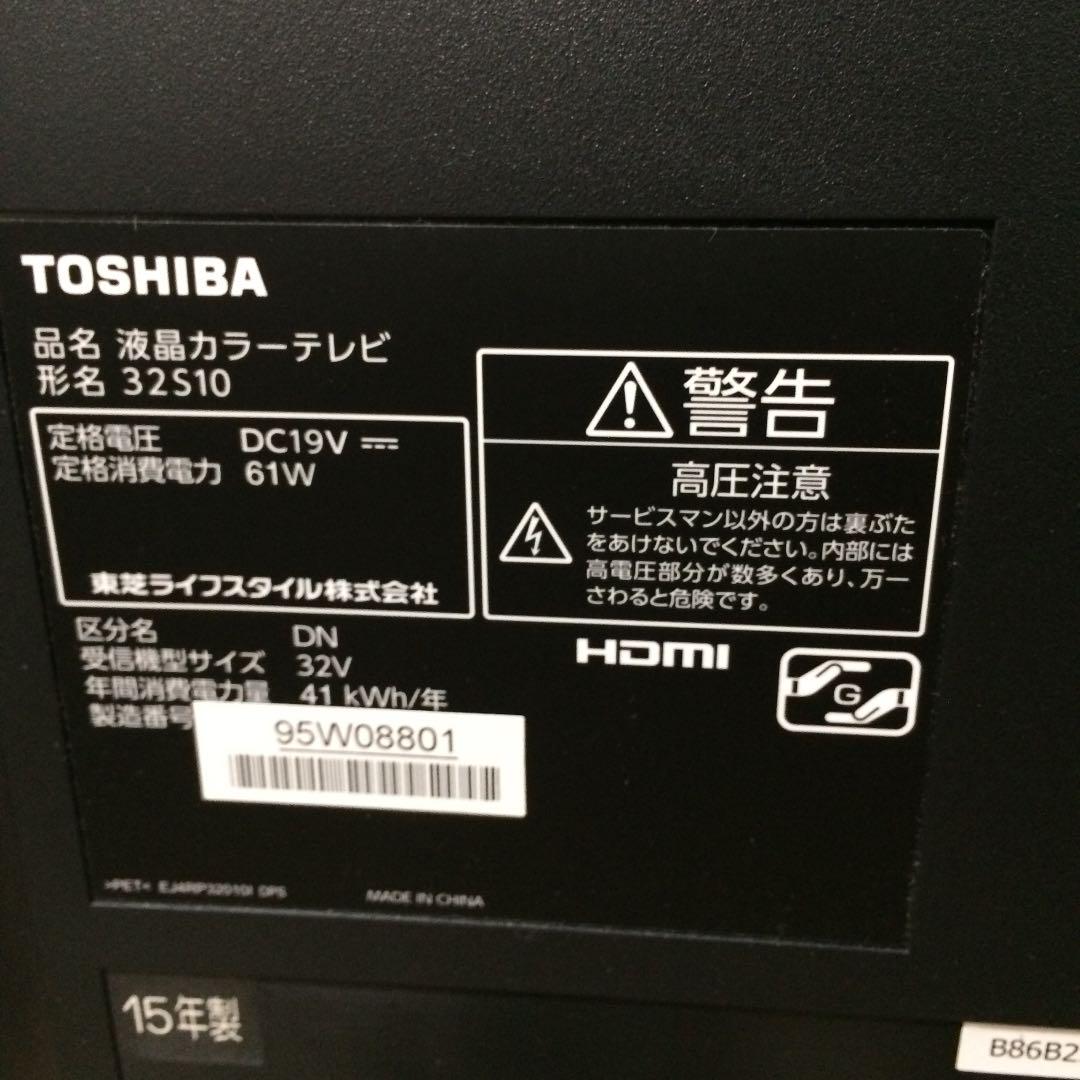 TOSHIBA
品名 液晶カラーテレビ
形名 32S10
定格電圧 DC19V
定格消費電力 61W
東芝ライフスタイル株式会社
区分名 DN
受信機型サイズ 32V
年間消費電力量 41 kWh/年
製造番号
95W08801
警告
高圧注意
サービスマン以外の方は裏ぶた
をあけないでください。内部には
高電圧部分が数多くあり、万一
さわると危険です。
HDMI
G
>PET<
MADE IN CHINA
15年製
B86B2